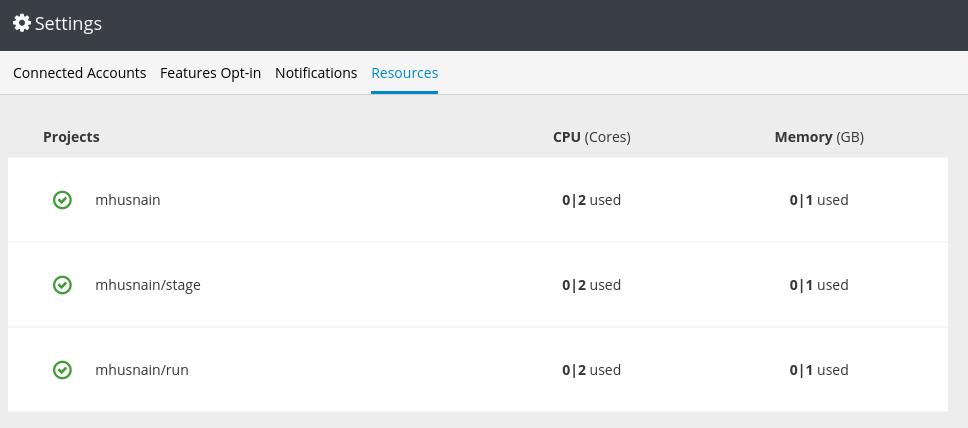 Settings
Connected Accounts Features Opt-in Notifications Resources
Projects CPU (Cores) Memory (GB)
mhusnain 0|2 used 0|1 used
mhusnain/stage 0|2 used 0|1 used
mhusnain/run 0|2 used 0|1 used